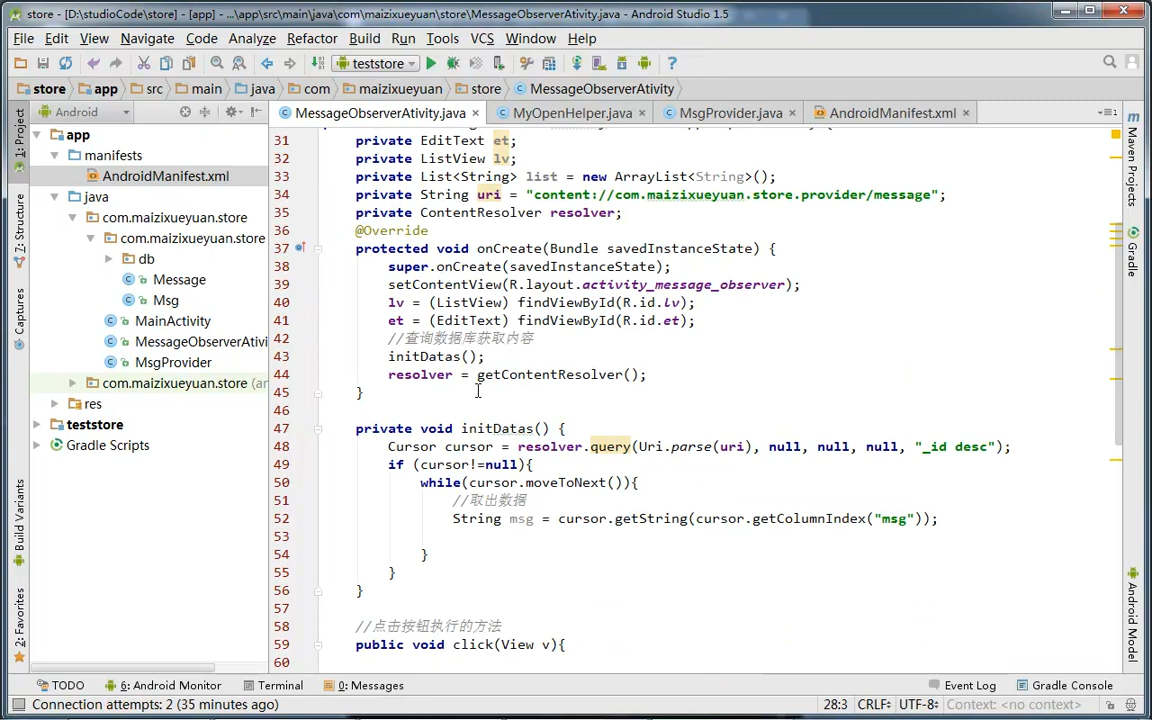 store - [D:\studioCode\store] - [app] - ...\app\src\main\java\com\maizixueyuan\store\MessageObserverAtivity.java - Android Studio 1.5
File Edit View Navigate Code Analyze Refactor Build Run Tools VCS Window Help
teststore
store app src main java com maizixueyuan store MessageObserverAtivity
Android
MessageObserverAtivity.java MyOpenHelper.java MsgProvider.java AndroidManifest.xml
1: Project
7: Structure
Captures
Build Variants
2: Favorites
app
manifests
AndroidManifest.xml
java
com.maizixueyuan.store
com.maizixueyuan.store
db
Message
Msg
MainActivity
MessageObserverAtivi
MsgProvider
com.maizixueyuan.store (ar
res
teststore
Gradle Scripts
31 private EditText et;
32 private ListView lv;
33 private List<String> list = new ArrayList<String>();
34 private String uri = "content://com.maizixueyuan.store.provider/message";
35 private ContentResolver resolver;
36 @Override
37 protected void onCreate(Bundle savedInstanceState) {
38 super.onCreate(savedInstanceState);
39 setContentView(R.layout.activity_message_observer);
40 lv = (ListView) findViewById(R.id.lv);
41 et = (EditText) findViewById(R.id.et);
42 //查询数据库获取内容
43 initDatas();
44 resolver = getContentResolver();
45 }
46
47 private void initDatas() {
48 Cursor cursor = resolver.query(Uri.parse(uri), null, null, null, "_id desc");
49 if (cursor!=null){
50 while(cursor.moveToNext()){
51 //取出数据
52 String msg = cursor.getString(cursor.getColumnIndex("msg"));
53
54 }
55 }
56 }
57
58 //点击按钮执行的方法
59 public void click(View v){
60
Maven Projects
Gradle
Android Model
TODO 6: Android Monitor Terminal 0: Messages Event Log Gradle Console
Connection attempts: 2 (35 minutes ago) 28:3 CRLF UTF-8 Context: <no context>